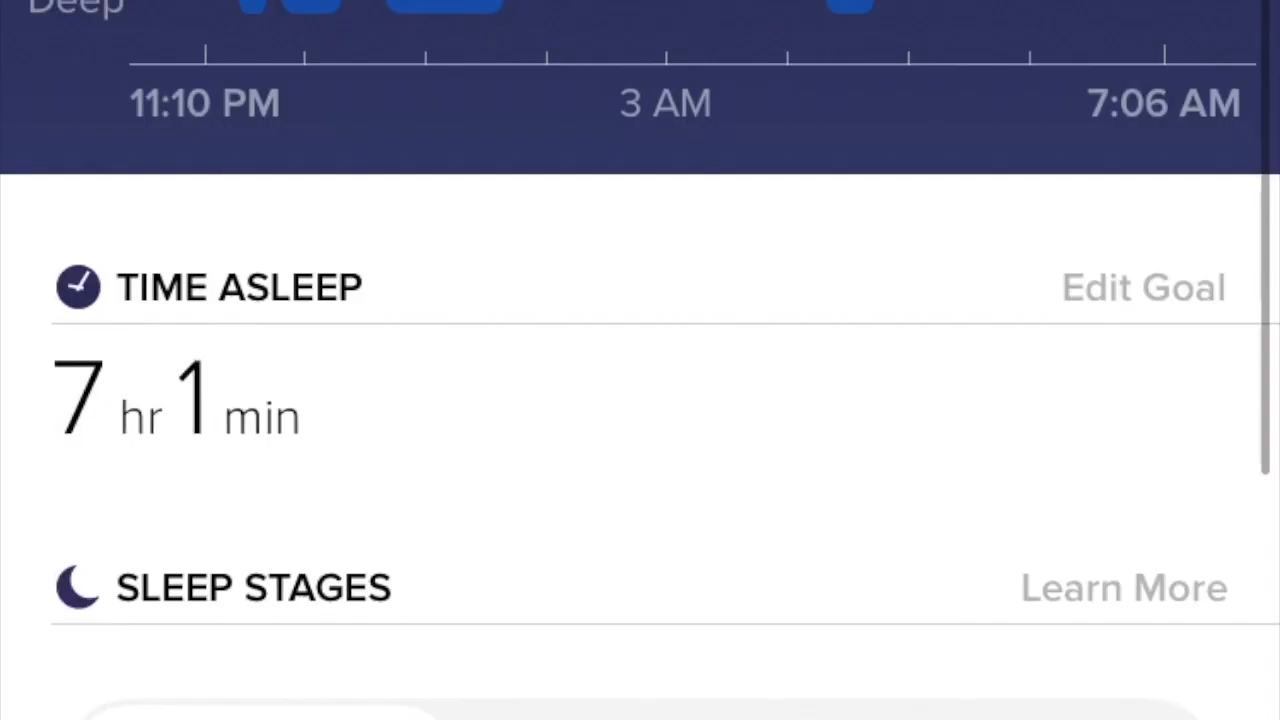 Deep
11:10 PM 3 AM 7:06 AM
TIME ASLEEP Edit Goal
7 hr 1 min
SLEEP STAGES Learn More